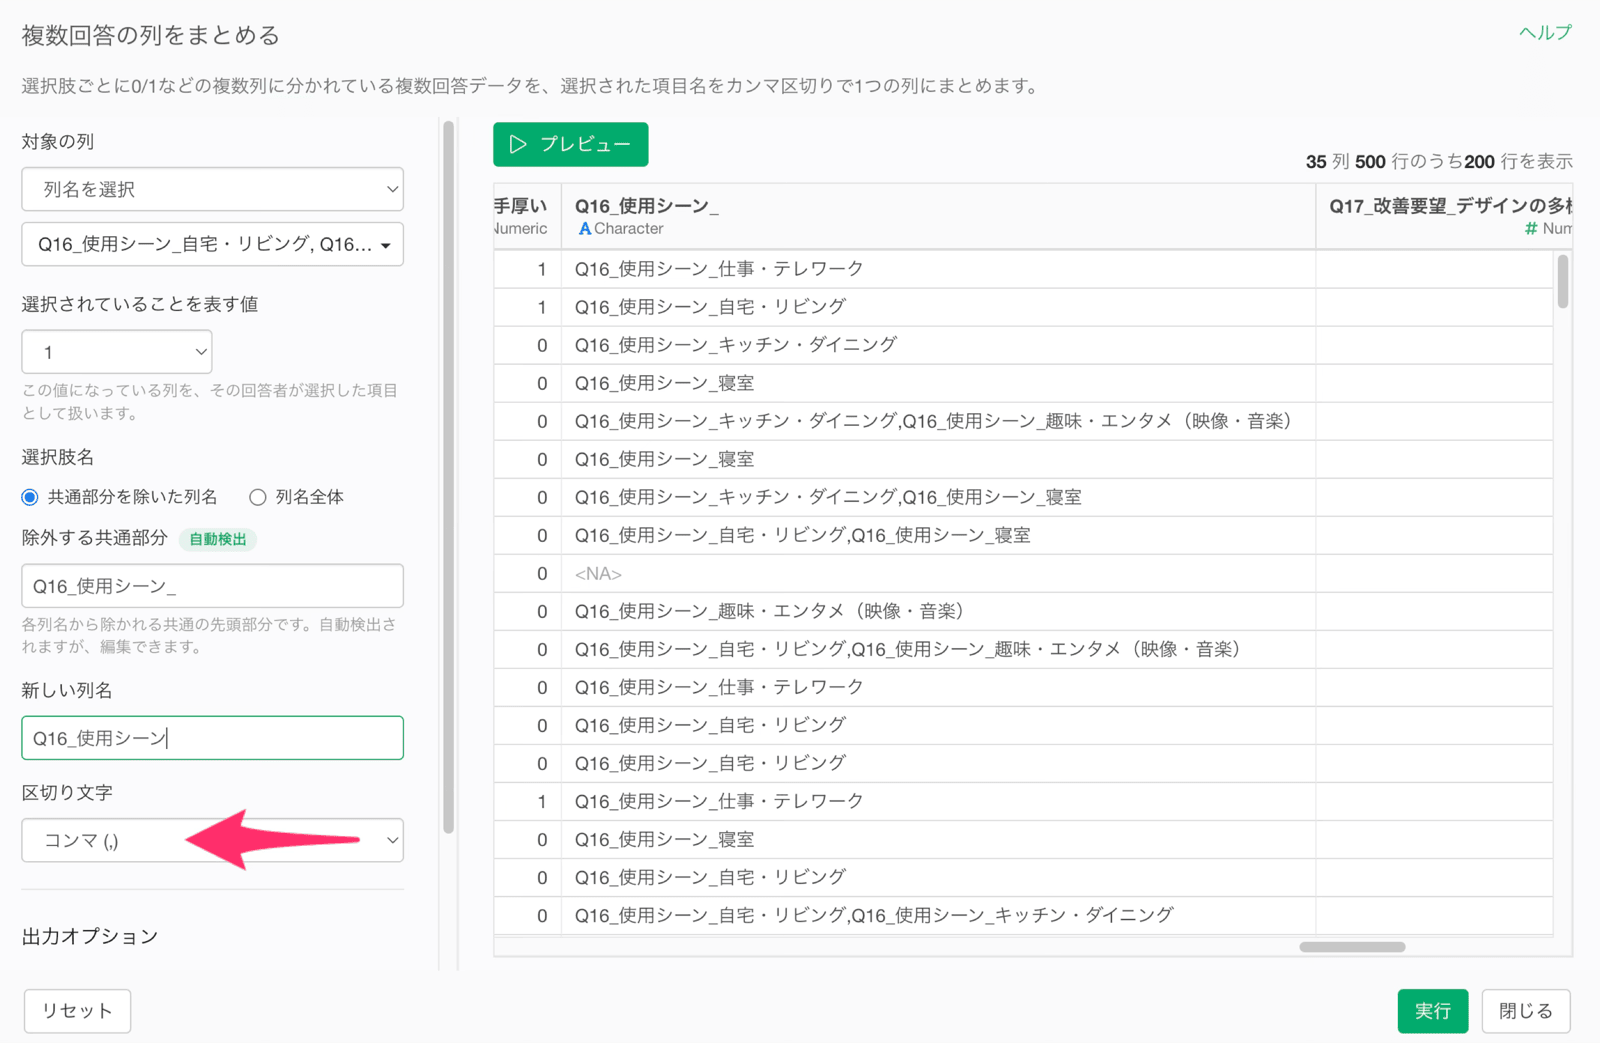 複数回答の列をまとめる
ヘルプ
選択肢ごとに0/1などの複数列に分かれている複数回答データを、選択された項目名をカンマ区切りで1つの列にまとめます。
対象の列
列名を選択
Q16_使用シーン_自宅・リビング, Q16...
選択されていることを表す値
1
この値になっている列を、その回答者が選択した項目
として扱います。
選択肢名
共通部分を除いた列名
列名全体
除外する共通部分 自動検出
Q16_使用シーン_
各列名から除かれる共通の先頭部分です。自動検出さ
れますが、編集できます。
新しい列名
Q16_使用シーン
区切り文字
コンマ (,)
出力オプション
リセット
プレビュー
35 列 500 行のうち200 行を表示
手厚い Q16_使用シーン_ Q17_改善要望_デザインの多
Numeric A Character # Num
1 Q16_使用シーン_仕事・テレワーク
1 Q16_使用シーン_自宅・リビング
0 Q16_使用シーン_キッチン・ダイニング
0 Q16_使用シーン_寝室
0 Q16_使用シーン_キッチン・ダイニング,Q16_使用シーン_趣味・エンタメ（映像・音楽）
0 Q16_使用シーン_寝室
0 Q16_使用シーン_キッチン・ダイニング,Q16_使用シーン_寝室
0 Q16_使用シーン_自宅・リビング,Q16_使用シーン_寝室
0 <NA>
0 Q16_使用シーン_趣味・エンタメ（映像・音楽）
0 Q16_使用シーン_自宅・リビング,Q16_使用シーン_趣味・エンタメ（映像・音楽）
0 Q16_使用シーン_仕事・テレワーク
0 Q16_使用シーン_自宅・リビング
0 Q16_使用シーン_自宅・リビング
1 Q16_使用シーン_仕事・テレワーク
0 Q16_使用シーン_寝室
0 Q16_使用シーン_自宅・リビング
0 Q16_使用シーン_自宅・リビング,Q16_使用シーン_キッチン・ダイニング
実行
閉じる